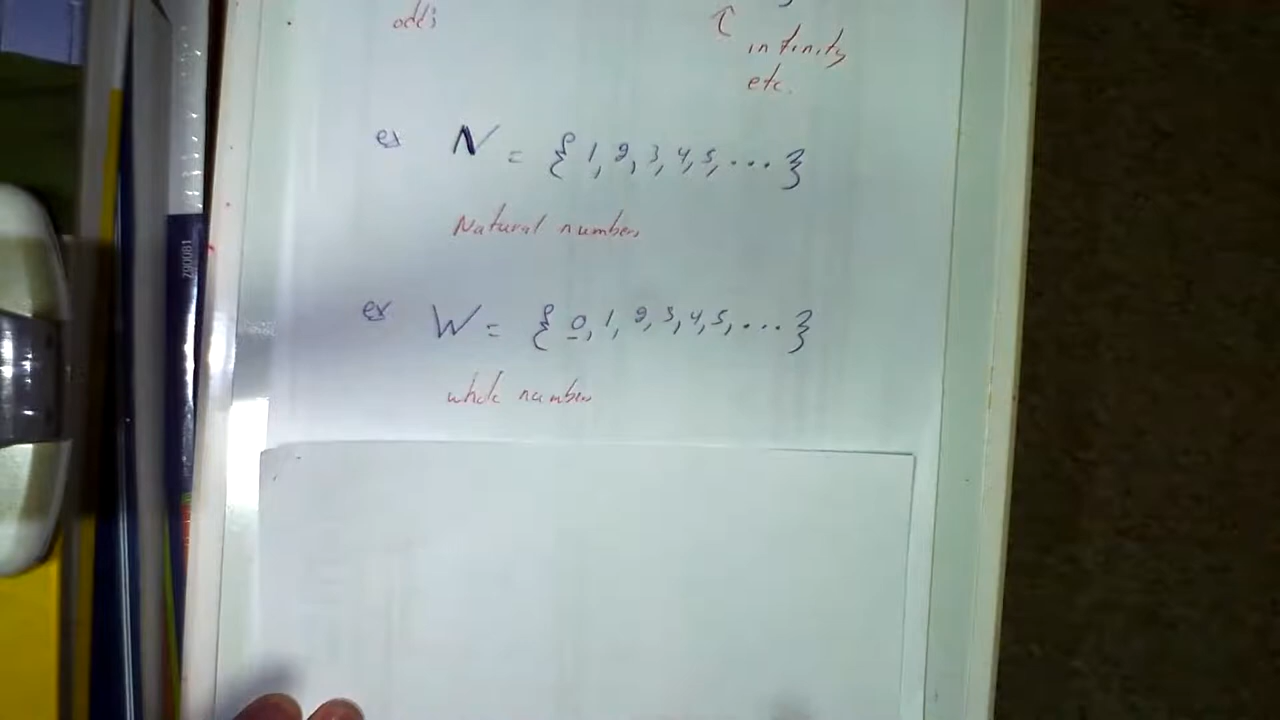 odds
infinity
etc.
ex N = { 1, 2, 3, 4, 5, ... }
Natural numbers
ex W = { 0, 1, 2, 3, 4, 5, ... }
whole numbers